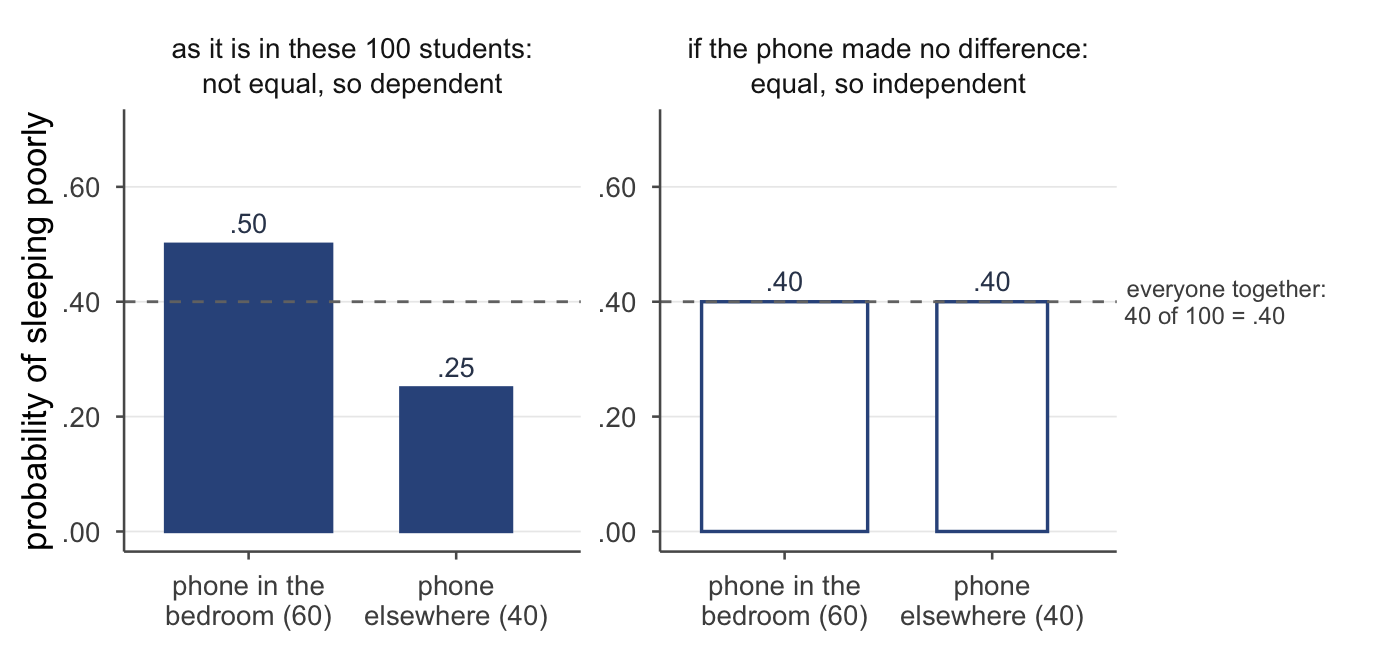 as it is in these 100 students:
not equal, so dependent
if the phone made no difference:
equal, so independent
probability of sleeping poorly
.60
.40
.20
.00
.50
.25
phone in the
bedroom (60)
phone
elsewhere (40)
.60
.40
.20
.00
.40
.40
phone in the
bedroom (60)
phone
elsewhere (40)
everyone together:
40 of 100 = .40